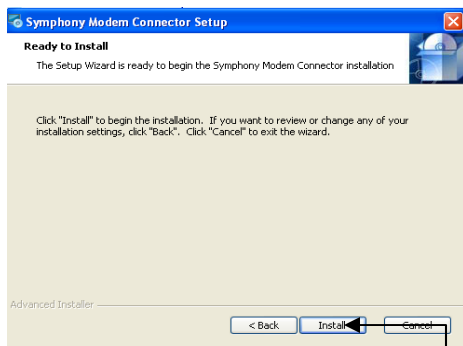 Symphony Modem Connector Setup
Ready to Install
The Setup Wizard is ready to begin the Symphony Modem Connector installation
Click "Install" to begin the installation. If you want to review or change any of your
installation settings, click "Back". Click "Cancel" to exit the wizard.
Advanced Installer
< Back Install Cancel